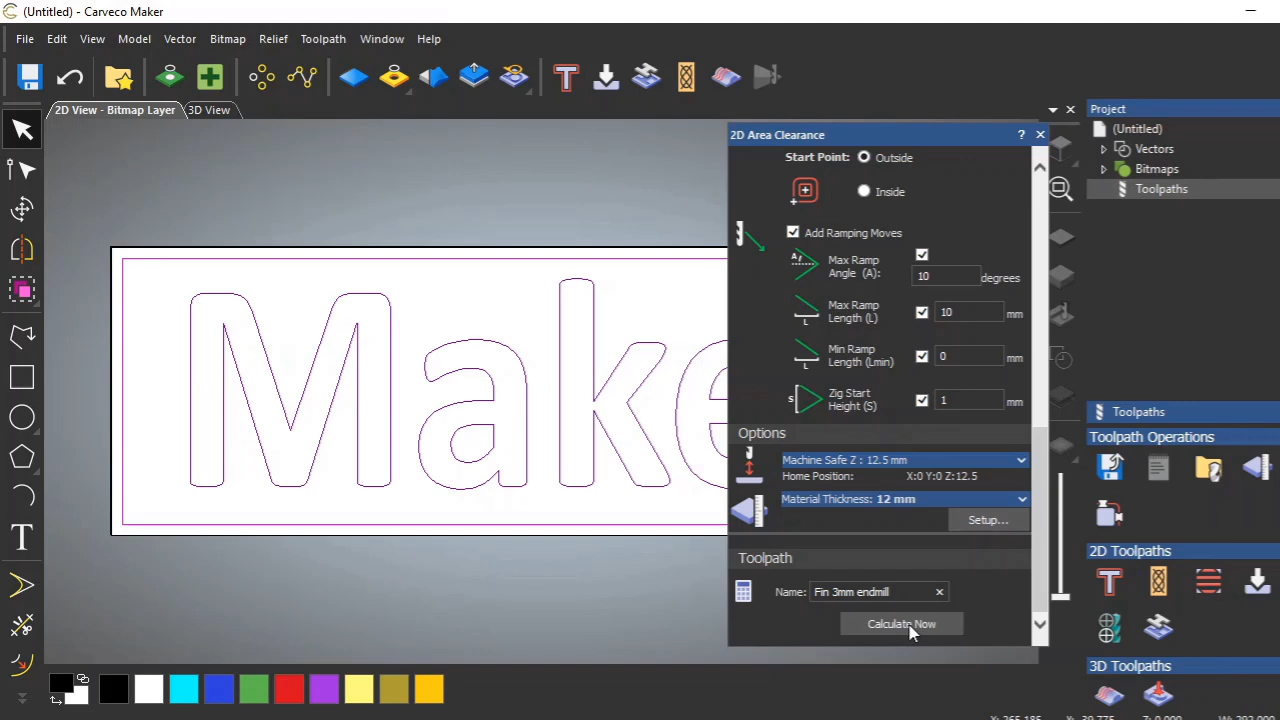 (Untitled) - Carveco Maker
File Edit View Model Vector Bitmap Relief Toolpath Window Help
2D View - Bitmap Layer 3D View
Make
2D Area Clearance ?
Start Point: Outside
Inside
Add Ramping Moves
Max Ramp Angle (A): 10 degrees
Max Ramp Length (L) 10 mm
Min Ramp Length (Lmin) 0 mm
Zig Start Height (S) 1 mm
Options
Machine Safe Z : 12.5 mm
Home Position: X:0 Y:0 Z:12.5
Material Thickness: 12 mm
Setup...
Toolpath
Name: Fin 3mm endmill
Calculate Now
Project
(Untitled)
Vectors
Bitmaps
Toolpaths
Toolpaths
Toolpath Operations
2D Toolpaths
3D Toolpaths